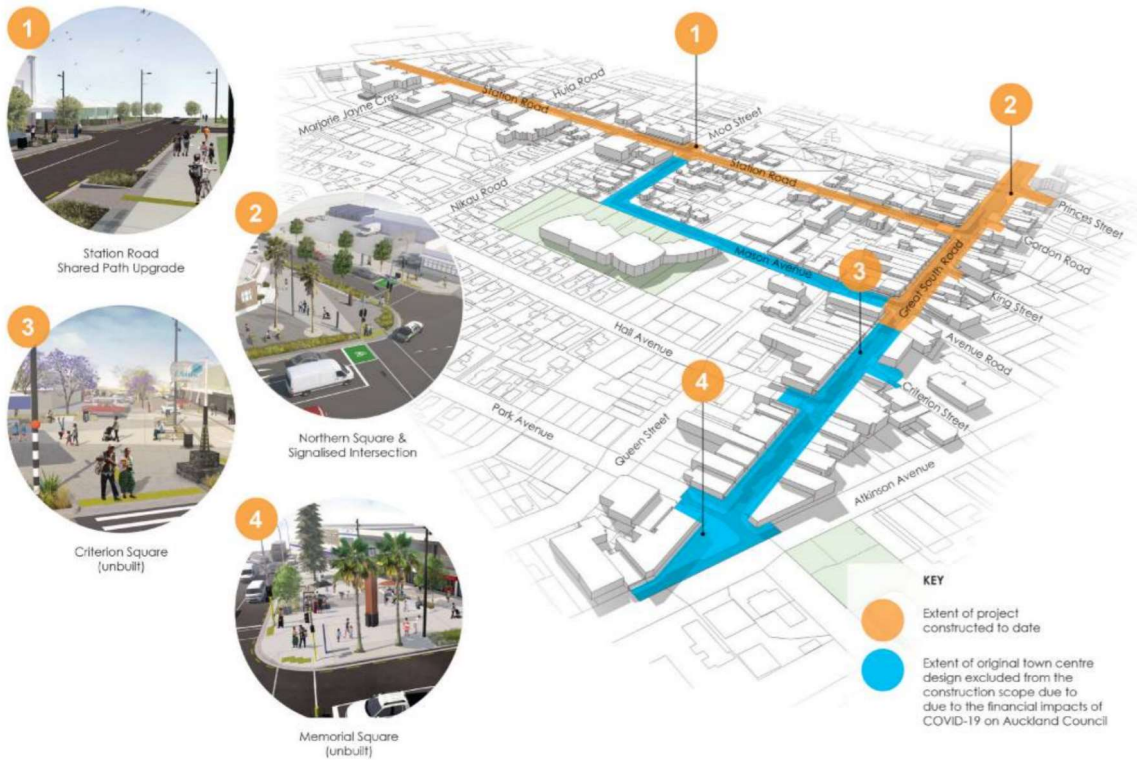 1
Station Road
Shared Path Upgrade
2
Northern Square &
Signalised Intersection
3
Criterion Square
(unbuilt)
4
Memorial Square
(unbuilt)
1
2
3
4
Marjorie Jayne Cres
Station Road
Huia Road
Moa Street
Station Road
Nikau Road
Mason Avenue
Great South Road
Princes Street
Gordon Road
King Street
Avenue Road
Criterion Street
Hall Avenue
Park Avenue
Queen Street
Atkinson Avenue
KEY
Extent of project
constructed to date
Extent of original town centre
design excluded from the
construction scope due to
due to the financial impacts of
COVID-19 on Auckland Council